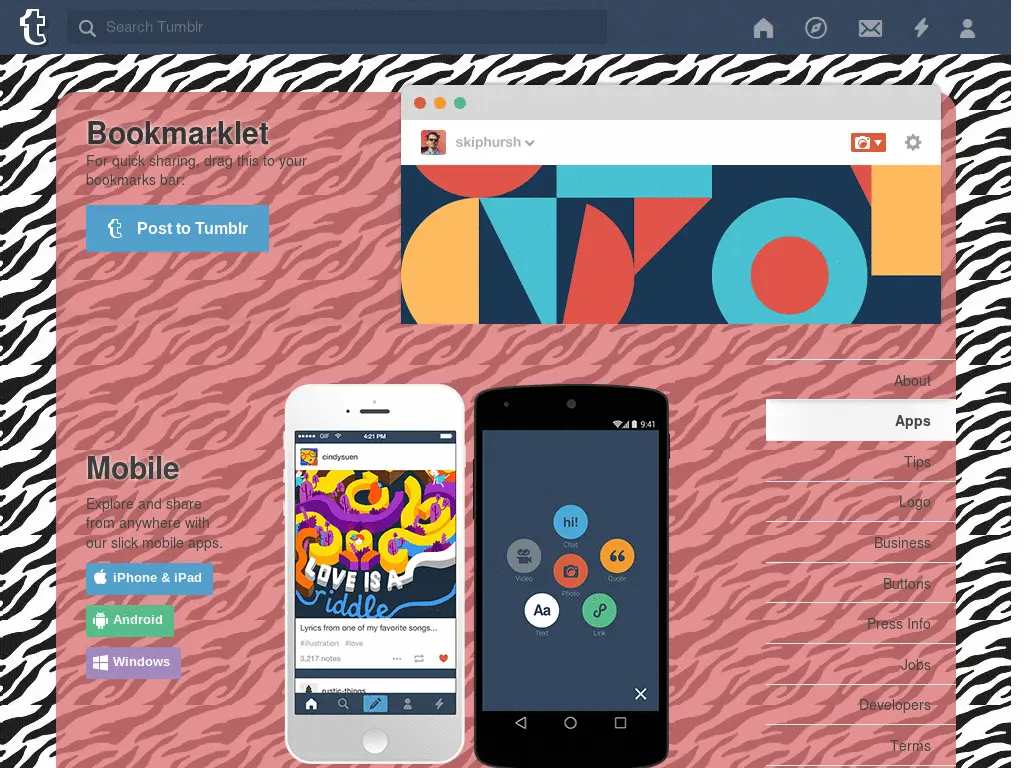 Search Tumblr
Bookmarklet
For quick sharing, drag this to your
bookmarks bar:
Post to Tumblr
skiphursh
Mobile
Explore and share
from anywhere with
our slick mobile apps.
iPhone & iPad
Android
Windows
GIF
4:21 PM
cindysuen
LOVE IS A
riddle
Lyrics from one of my favorite songs...
#illustration #love
3,217 notes
rustic-things
9:41
hi!
Chat
Video
Quote
Photo
Aa
Text
Link
About
Apps
Tips
Logo
Business
Buttons
Press Info
Jobs
Developers
Terms